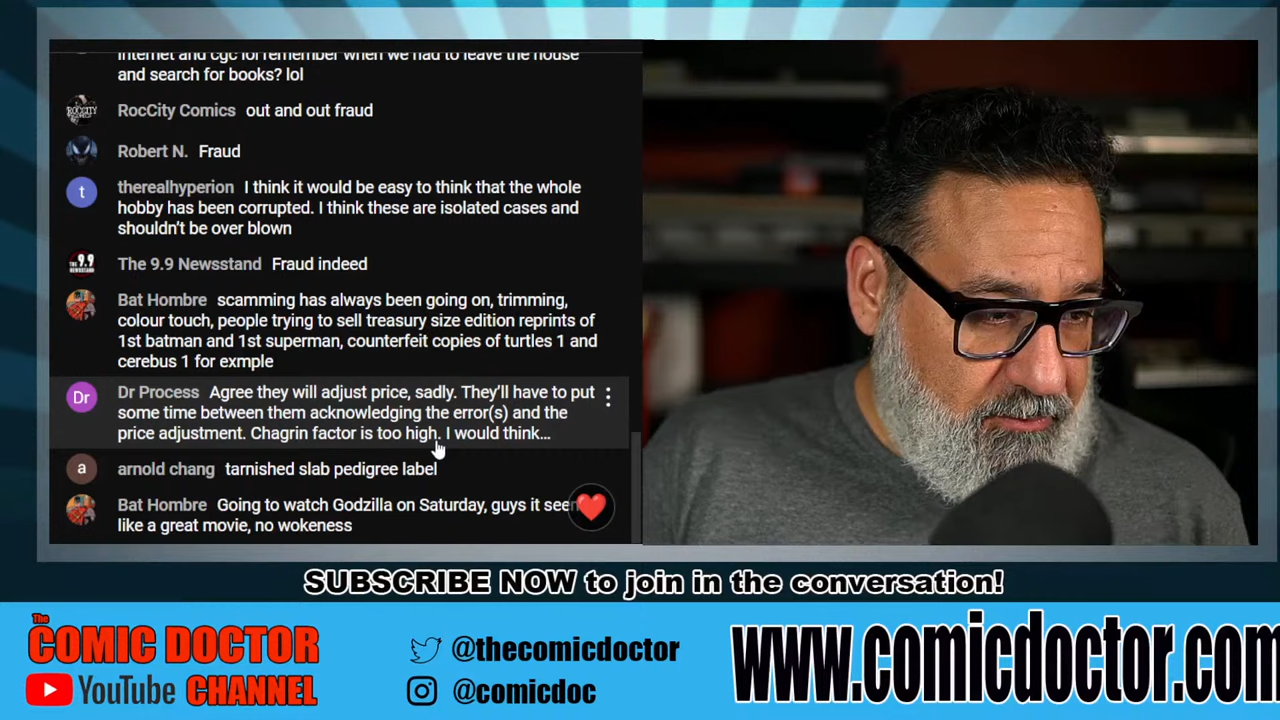 internet and cgc lol remember when we had to leave the house
and search for books? lol
RocCity Comics out and out fraud
Robert N. Fraud
t
therealhyperion I think it would be easy to think that the whole
hobby has been corrupted. I think these are isolated cases and
shouldn't be over blown
THE 9.9
The 9.9 Newsstand Fraud indeed
Bat Hombre scamming has always been going on, trimming,
colour touch, people trying to sell treasury size edition reprints of
1st batman and 1st superman, counterfeit copies of turtles 1 and
cerebus 1 for exmple
Dr
Dr Process Agree they will adjust price, sadly. They'll have to put
some time between them acknowledging the error(s) and the
price adjustment. Chagrin factor is too high. I would think...
a
arnold chang tarnished slab pedigree label
Bat Hombre Going to watch Godzilla on Saturday, guys it
like a great movie, no wokeness
SUBSCRIBE NOW to join in the conversation!
The
COMIC DOCTOR
YouTube CHANNEL
@thecomicdoctor
@comicdoc
www.comicdoctor.com